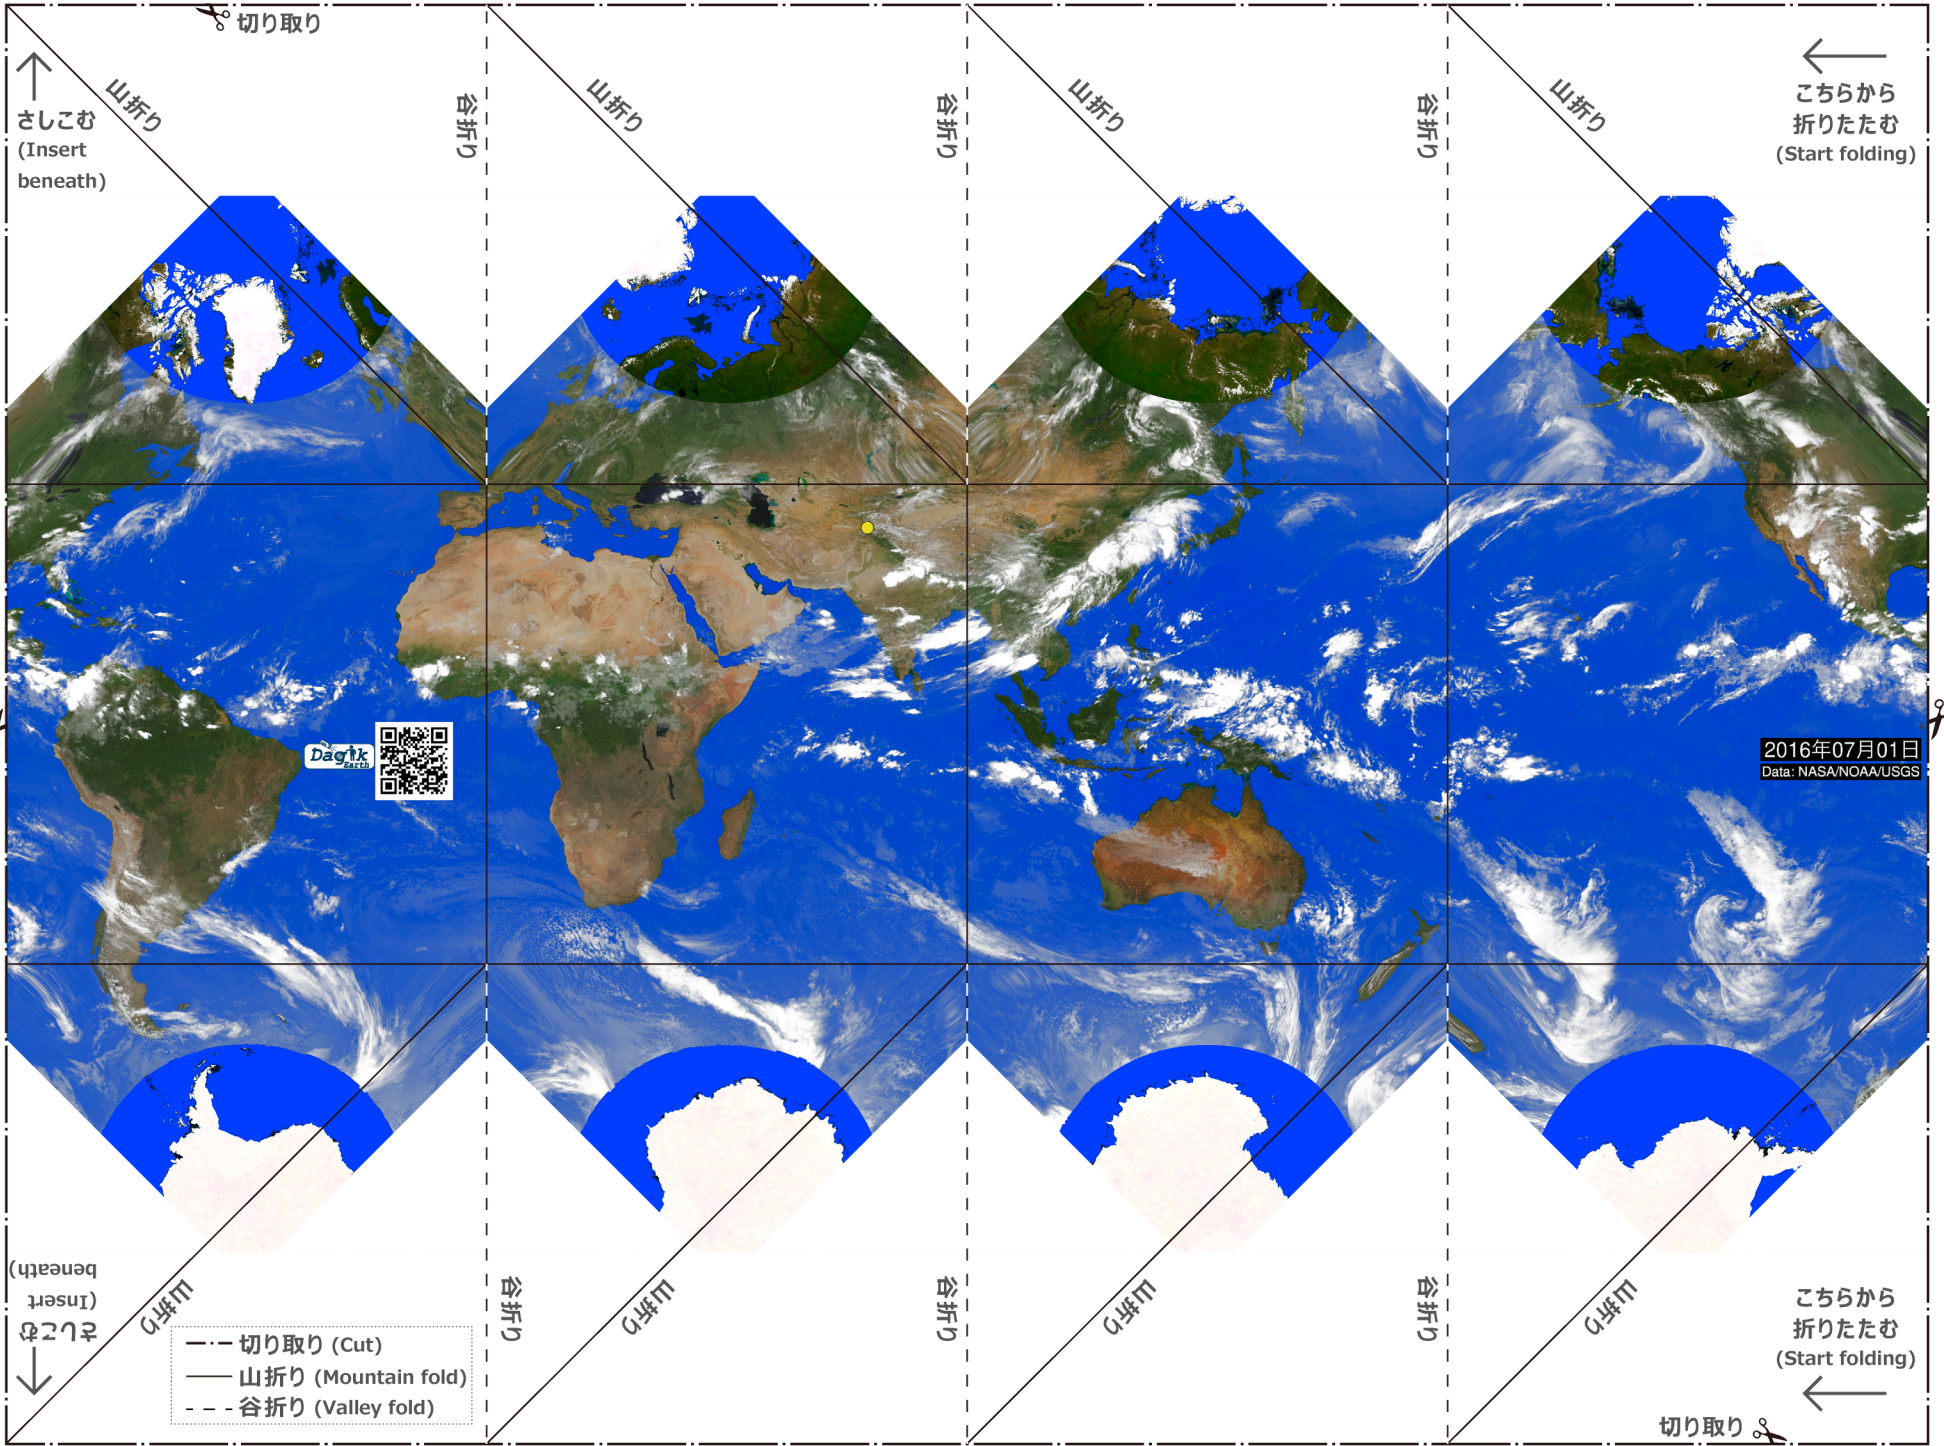 切り取り
山折り
谷折り
山折り
谷折り
山折り
谷折り
山折り
さしこむ
(Insert
beneath)
こちらから
折りたたむ
(Start folding)
Dagik
Earth
2016年07月01日
Data: NASA/NOAA/USGS
さしこむ
(Insert
beneath)
山折り
谷折り
山折り
谷折り
山折り
谷折り
山折り
切り取り (Cut)
山折り (Mountain fold)
谷折り (Valley fold)
こちらから
折りたたむ
(Start folding)
切り取り